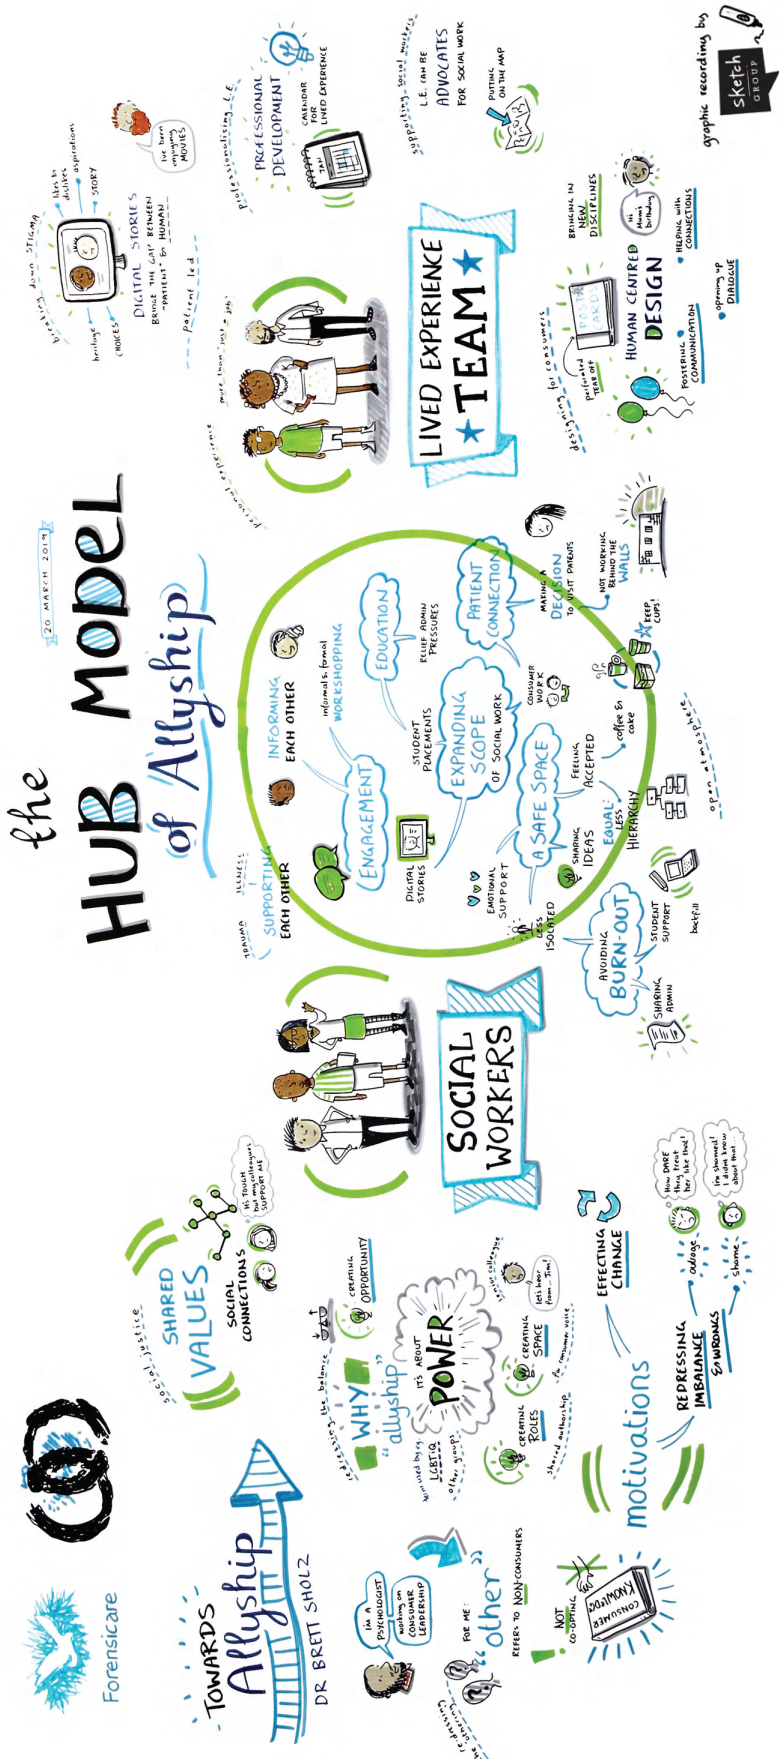 Forensicare
TOWARDS
Allyship
DR BRETT SHOLZ
I'M A
PSYCHOLOGIST
working on
CONSUMER
LEADERSHIP
FOR ME:
"other"
REFERS TO NON-CONSUMERS
NOT
CO-OPTING
CONSUMER
KNOWLEDGE
social justice
SHARED
VALUES
SOCIAL
CONNECTIONS
It's TOUGH
but my colleagues
SUPPORT ME
redressing the balance
WHY
"allyship"
term used by eg.
LGBTiQ
other groups
CREATING
OPPORTUNITY
IT'S ABOUT
POWER
CREATING
ROLES
shared authorship
CREATING
SPACE
for consumer voice
senior colleague
let's hear
from... Tim!
motivations
EFFECTING
CHANGE
REDRESSING
IMBALANCE
& WRONGS
outrage
How DARE
they treat
her like that!
shame
I'm shamed!
I didn't know
about that...
the
20 MARCH 2019
HUB MODEL
of Allyship
SOCIAL
WORKERS
TRAUMA
ILLNESS
SUPPORTING
EACH OTHER
INFORMING
EACH OTHER
ENGAGEMENT
informal & formal
WORKSHOPPING
EDUCATION
STUDENT
PLACEMENTS
RELIEF ADMIN
PRESSURES
DIGITAL
STORIES
EXPANDING
SCOPE
OF SOCIAL WORK
PATIENT
CONNECTION
CONSUMER
WORK
MAKING A
DECISION
TO VISIT PATENTS
NOT WORKING
BEHIND THE
WALLS
EMOTIONAL
SUPPORT
A SAFE SPACE
LESS
ISOLATED
SHARING
IDEAS
FEELING
ACCEPTED
coffee &
cake
KEEP
CUPS!
EQUAL
LESS
HIERARCHY
open atmosphere
AVOIDING
BURN-OUT
SHARING
ADMIN
STUDENT
SUPPORT
backfill
breaking down STIGMA
likes &
dislikes
aspirations
STORY
heritage
CHOICES
DIGITAL STORIES
BRIDGE THE GAP BETWEEN
"PATIENT" & HUMAN
patient led
I've been
enjoying
MOVIES
personal experience
more than 'just a job'
LIVED EXPERIENCE
TEAM
professionalising L.E.
PROFESSIONAL
DEVELOPMENT
CALENDAR
FOR
LIVED EXPERIENCE
JAN
supporting social workers
L.E. CAN BE
ADVOCATES
FOR SOCIAL WORK
PUTTING
ON THE MAP
designing for consumers
perforated
TEAR OFF
POST
CARDS
BRINGING IN
NEW
DISCIPLINES
HUMAN CENTRED
DESIGN
Hi
Mum's
birthday
FOSTERING
COMMUNICATION
HELPING with
CONNECTIONS
opening up
DIALOGUE
graphic recording by
sketch
GROUP